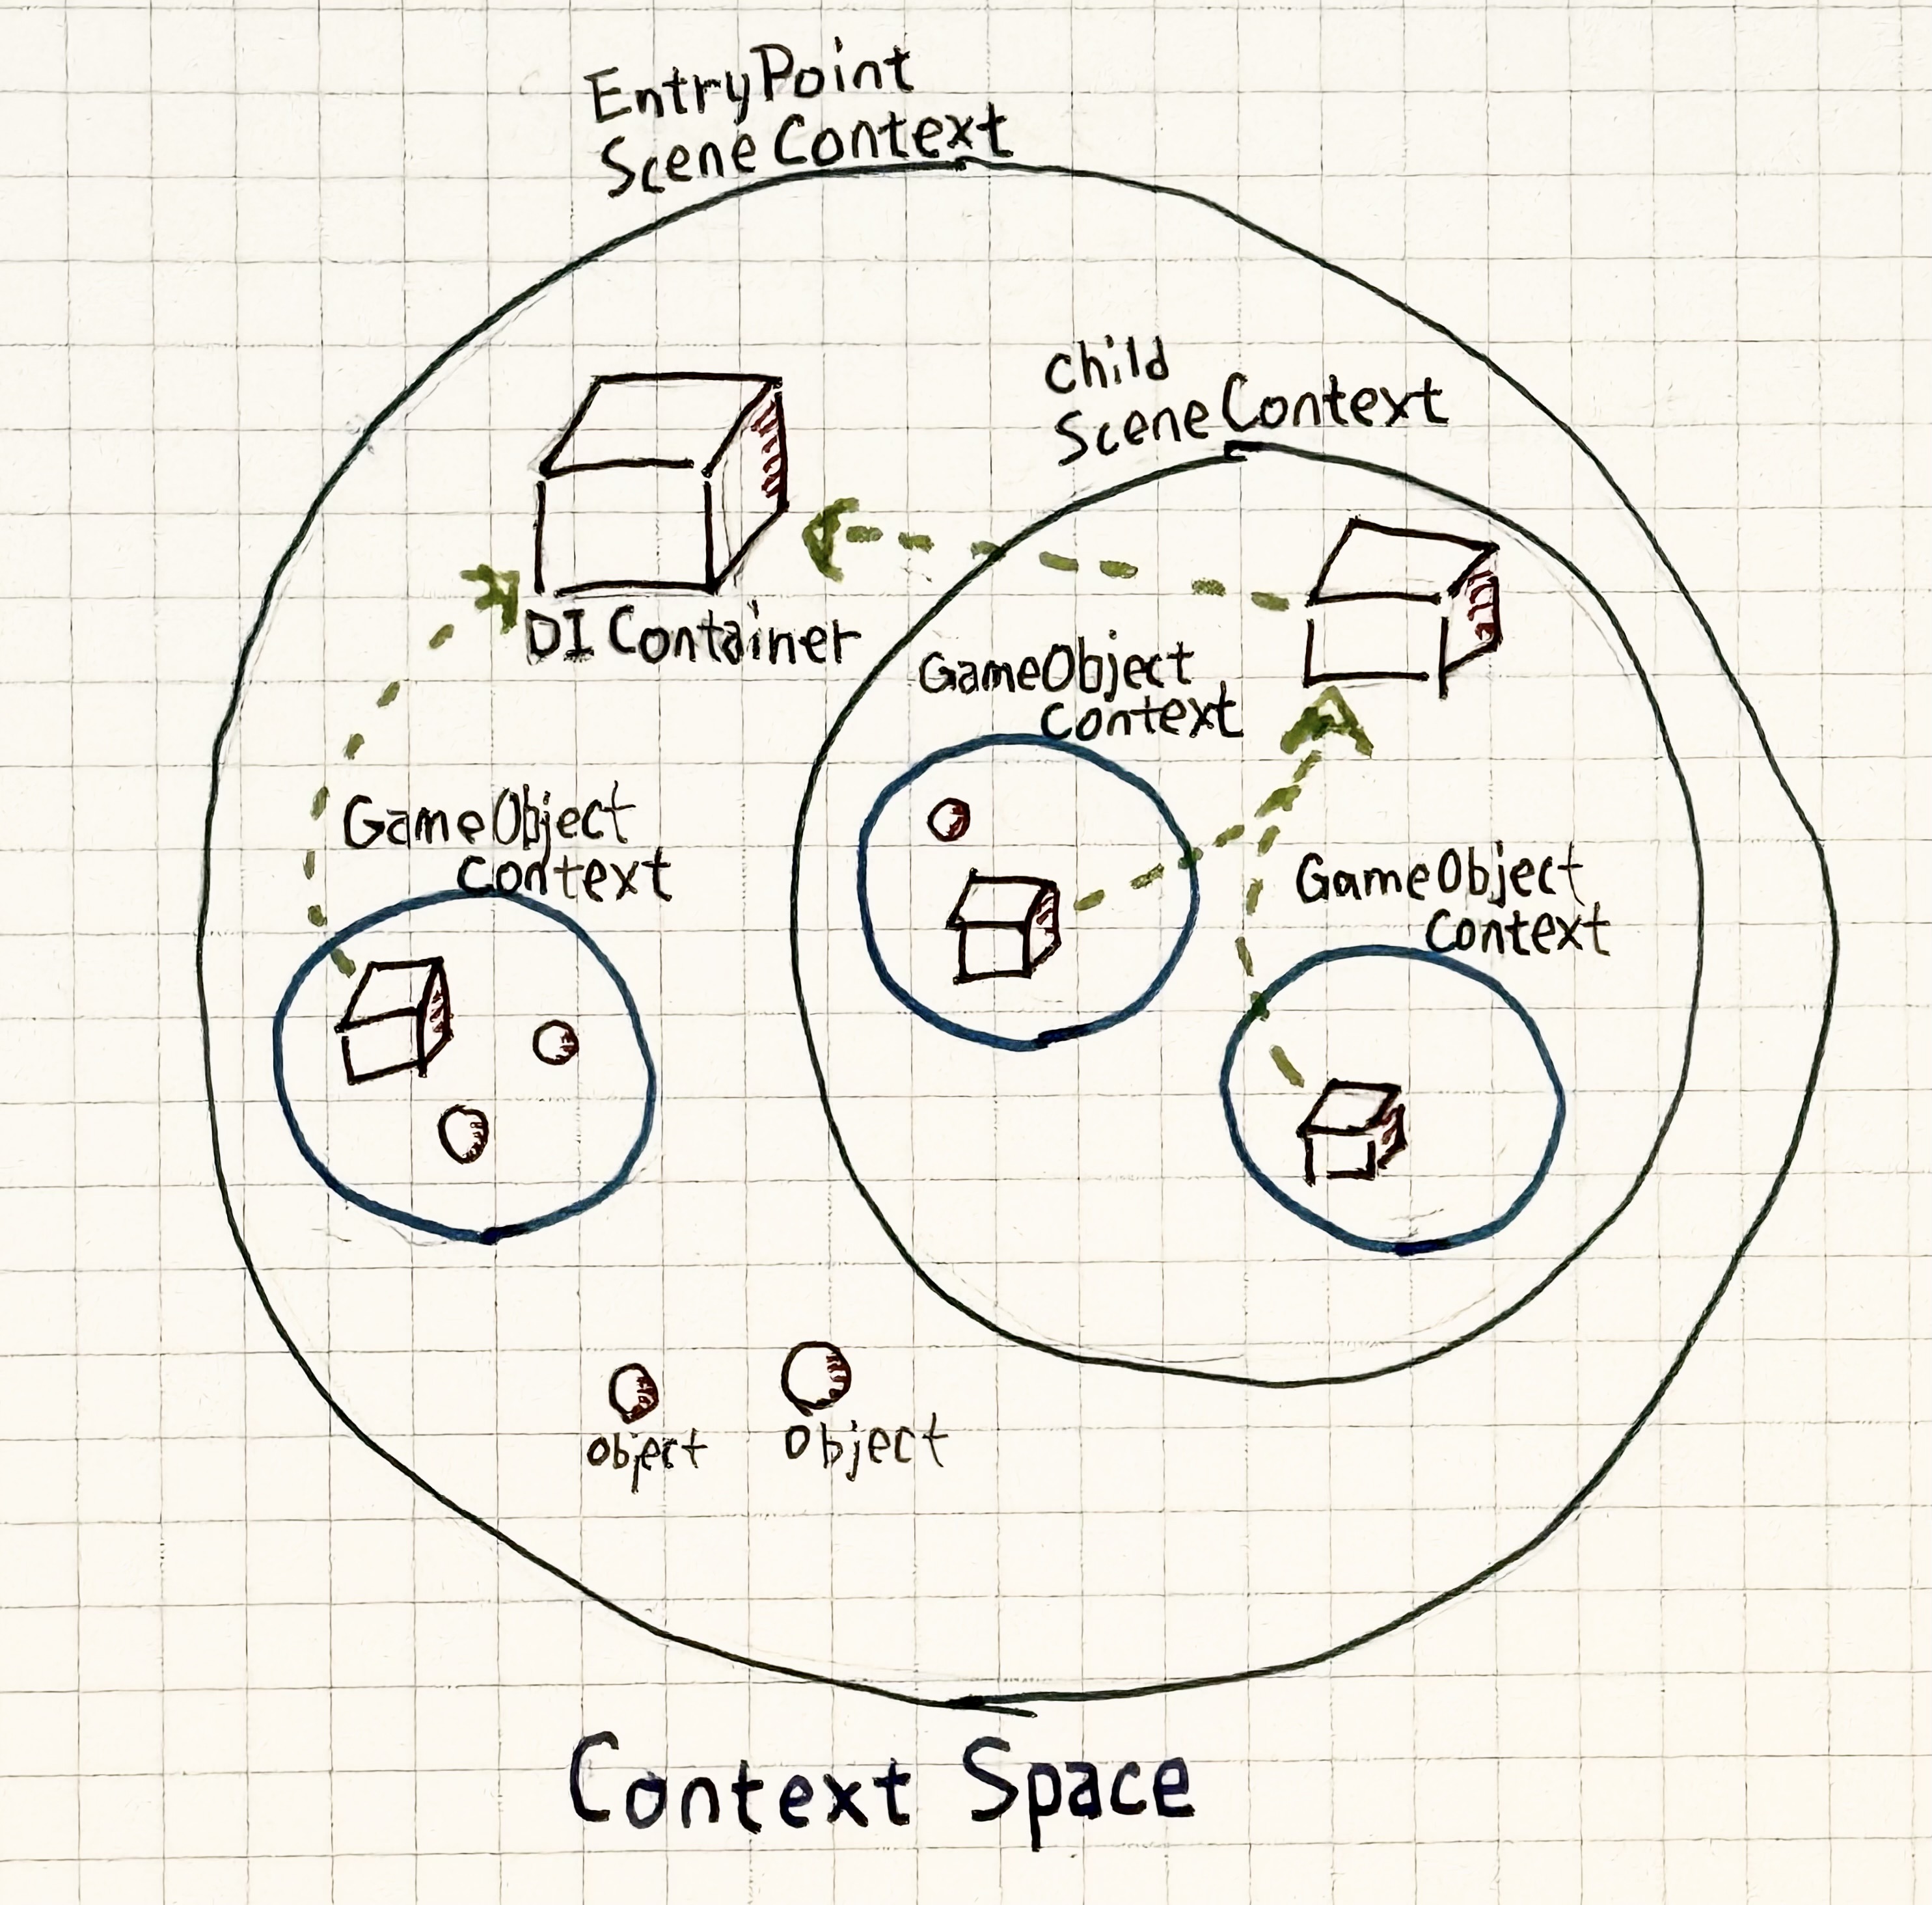 EntryPoint
SceneContext
Child
SceneContext
DI Container
GameObject
Context
GameObject
Context
GameObject
Context
Object
Object
Context Space